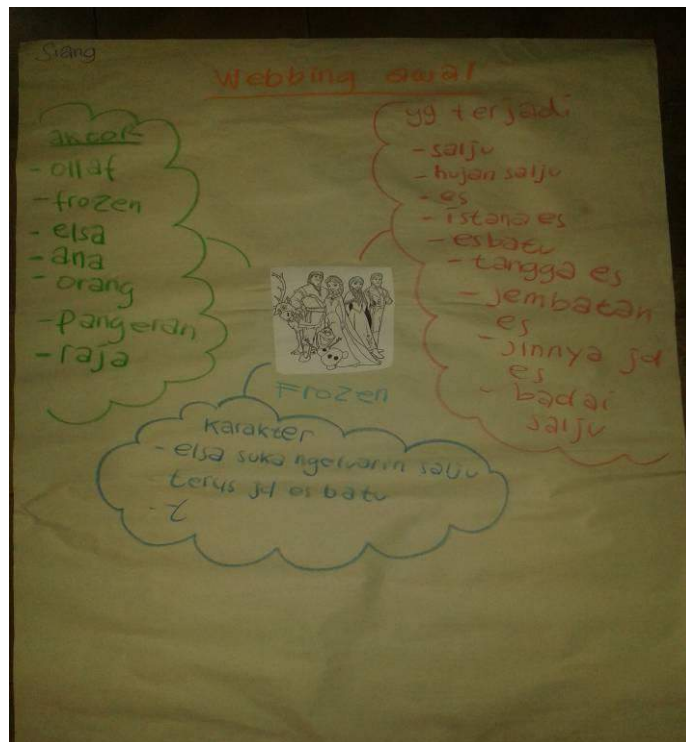 Siang
Webbing awal
aktor
- ollaf
- frozen
- elsa
- ana
- orang
- pangeran
- raja
yg terjadi
- salju
- hujan salju
- es
- istana es
- es batu
- tangga es
- jembatan
es
- jinnya jd
es
- badai
salju
Frozen
karakter
- elsa suka ngeluarin salju
terus jd es batu